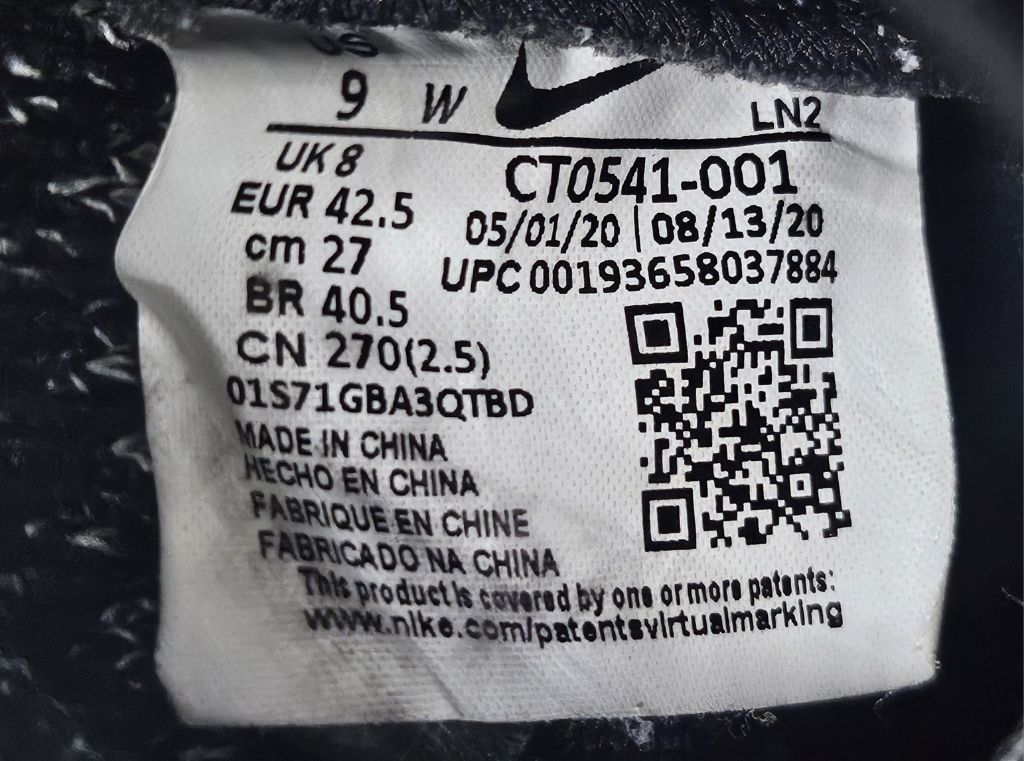 US
9 W
LN2
UK 8
EUR 42.5
cm 27
BR 40.5
CN 270(2.5)
01S71GBA3QTBD
CT0541-001
05/01/20 | 08/13/20
UPC 00193658037884
MADE IN CHINA
HECHO EN CHINA
FABRIQUE EN CHINE
FABRICADO NA CHINA
This product is covered by one or more patents:
www.nike.com/patentsvirtualmarking